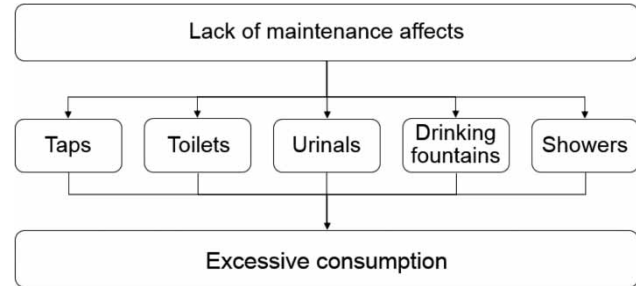 Lack of maintenance affects
Taps
Toilets
Urinals
Drinking
fountains
Showers
Excessive consumption